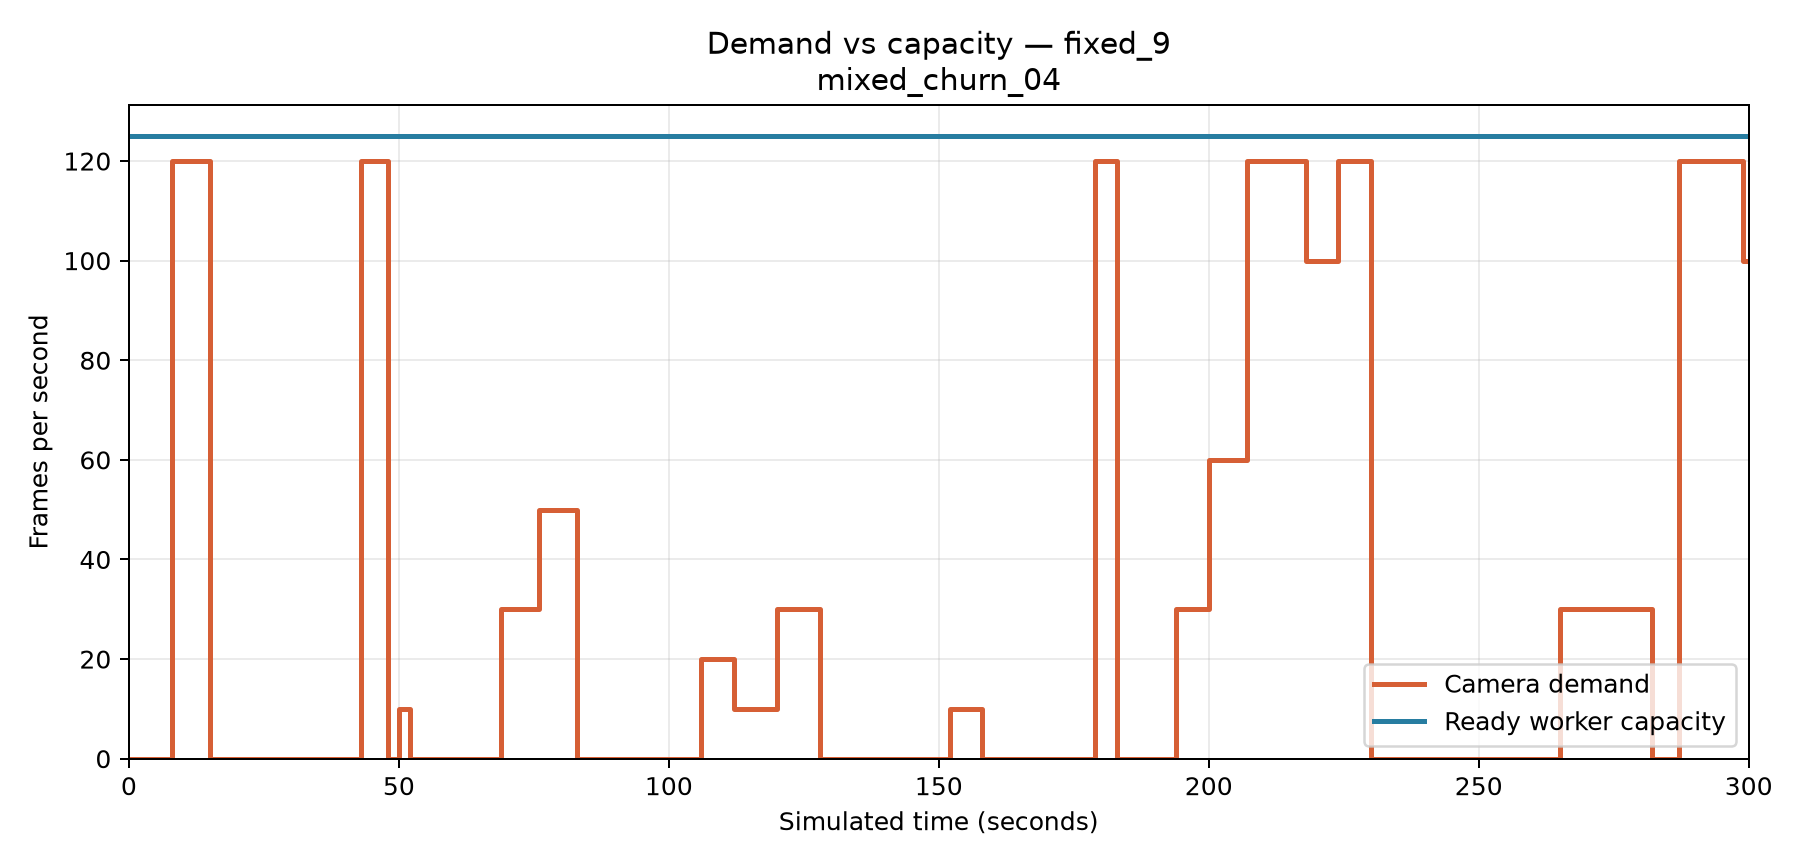 Demand vs capacity — fixed_9
mixed_churn_04
Frames per second
120
100
80
60
40
20
0
0 50 100 150 200 250 300
Simulated time (seconds)
Camera demand
Ready worker capacity